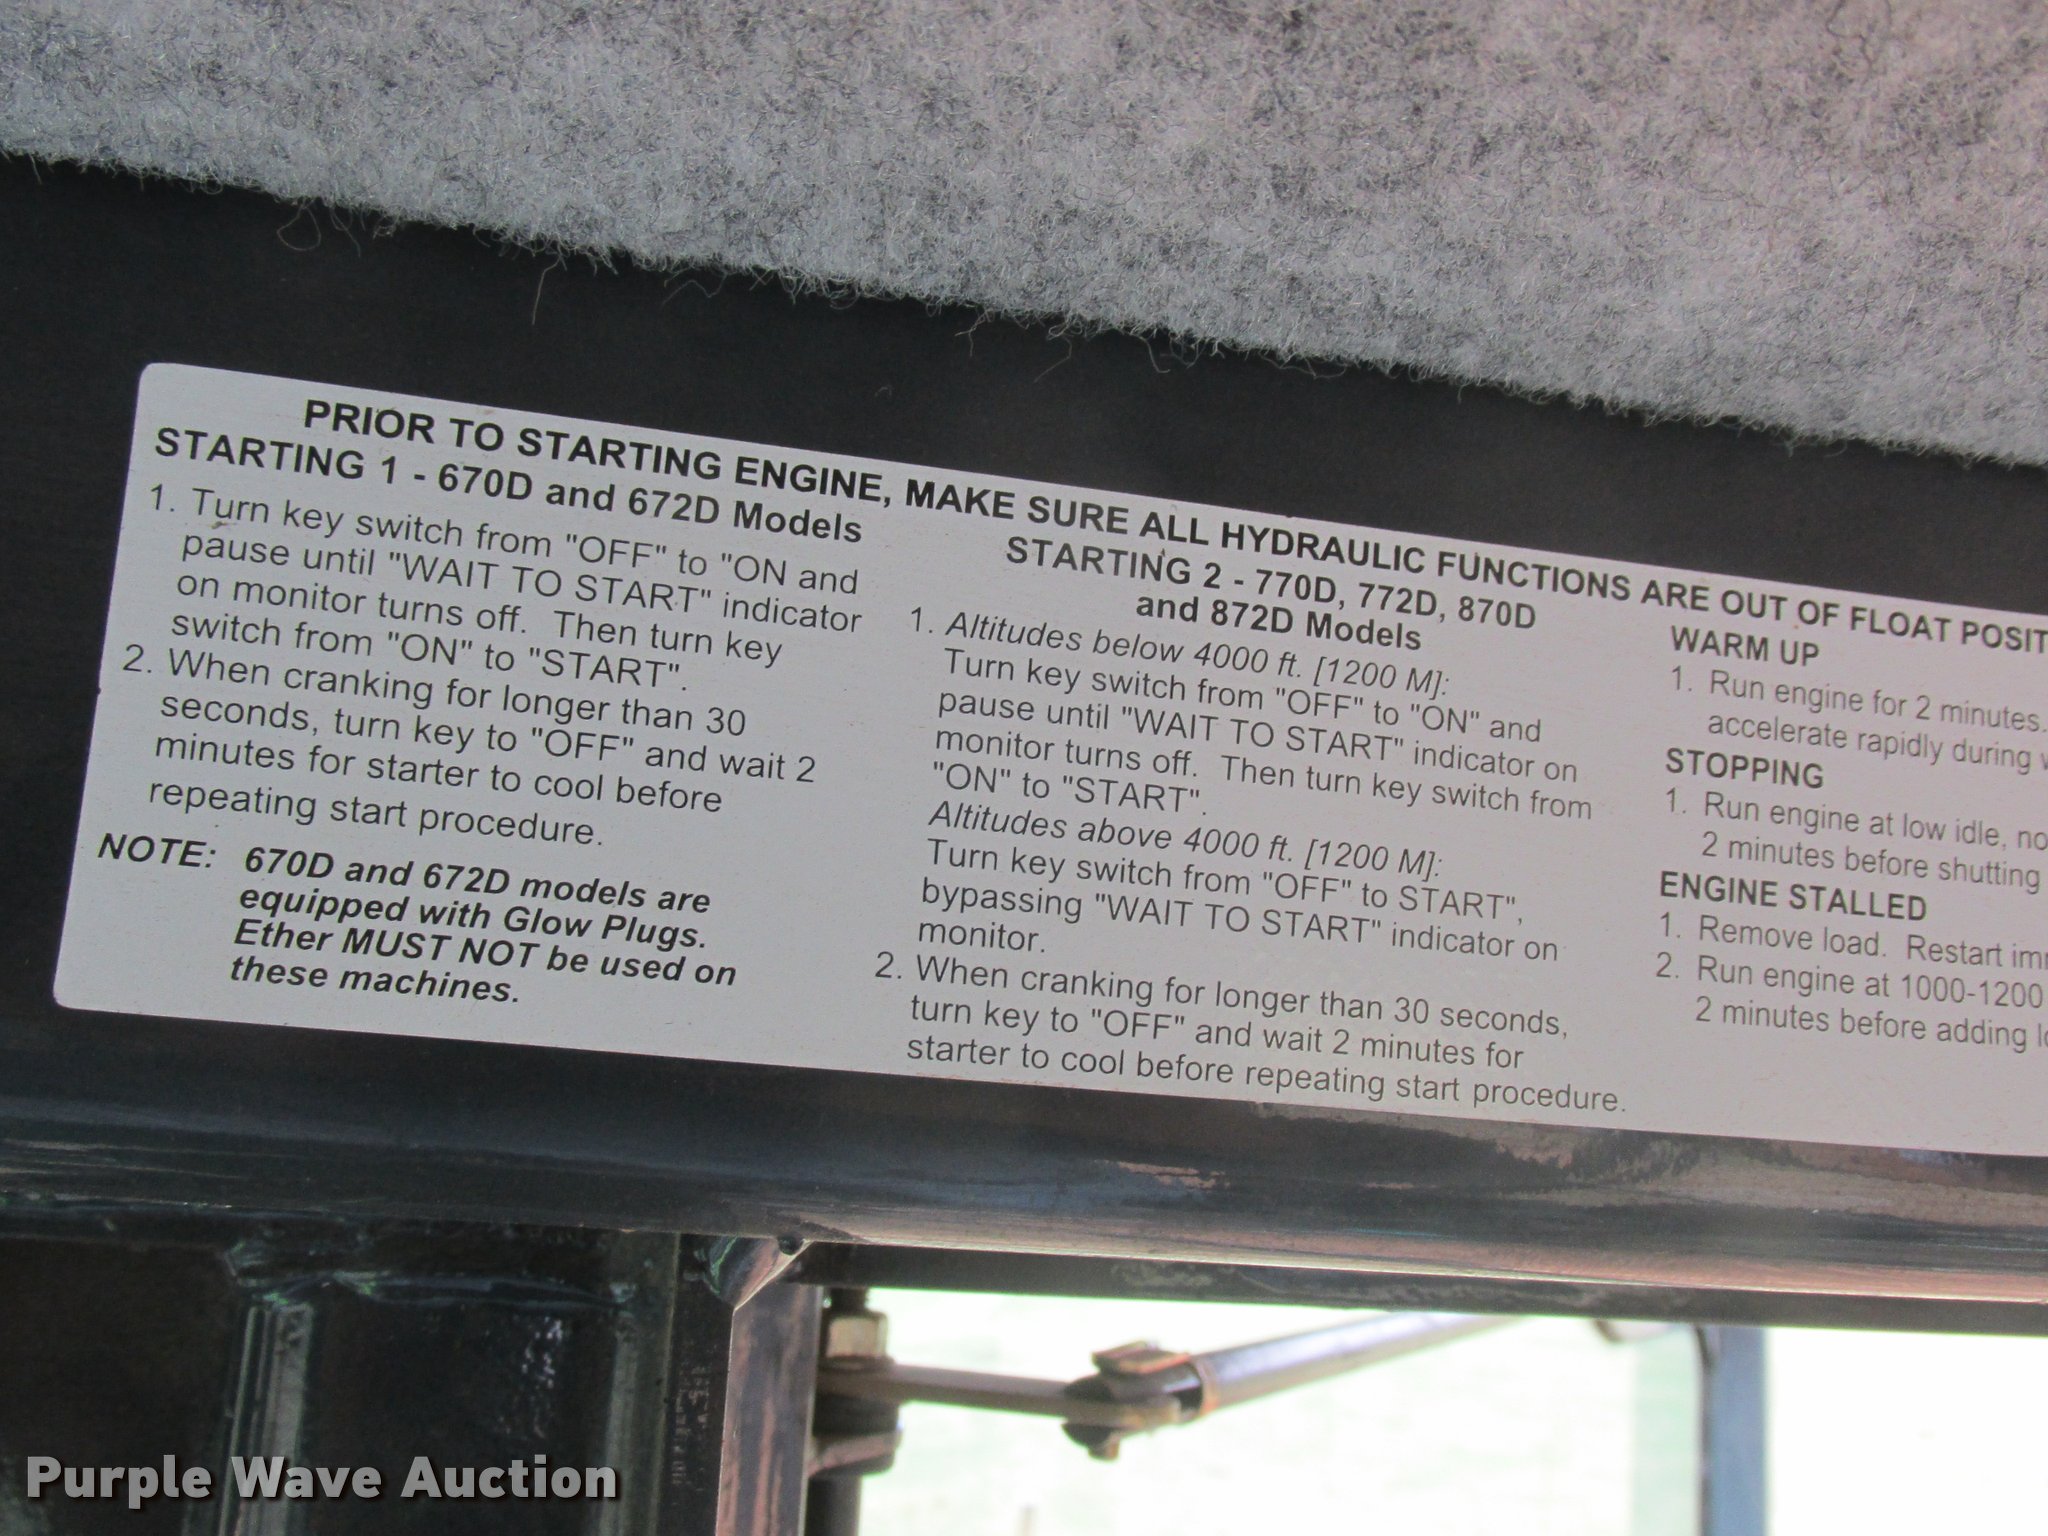 PRIOR TO STARTING ENGINE, MAKE SURE ALL HYDRAULIC FUNCTIONS ARE OUT OF FLOAT POSIT
STARTING 1 - 670D and 672D Models
1. Turn key switch from "OFF" to "ON and
pause until "WAIT TO START" indicator
on monitor turns off. Then turn key
switch from "ON" to "START".
2. When cranking for longer than 30
seconds, turn key to "OFF" and wait 2
minutes for starter to cool before
repeating start procedure.
NOTE: 670D and 672D models are
equipped with Glow Plugs.
Ether MUST NOT be used on
these machines.
STARTING 2 - 770D, 772D, 870D
and 872D Models
1. Altitudes below 4000 ft. [1200 M]:
Turn key switch from "OFF" to "ON" and
pause until "WAIT TO START" indicator on
monitor turns off. Then turn key switch from
"ON" to "START".
Altitudes above 4000 ft. [1200 M]:
Turn key switch from "OFF" to START",
bypassing "WAIT TO START" indicator on
monitor.
2. When cranking for longer than 30 seconds,
turn key to "OFF" and wait 2 minutes for
starter to cool before repeating start procedure.
WARM UP
1. Run engine for 2 minutes.
accelerate rapidly during
STOPPING
1. Run engine at low idle, no
2 minutes before shutting
ENGINE STALLED
1. Remove load. Restart im
2. Run engine at 1000-1200
2 minutes before adding lo
Purple Wave Auction